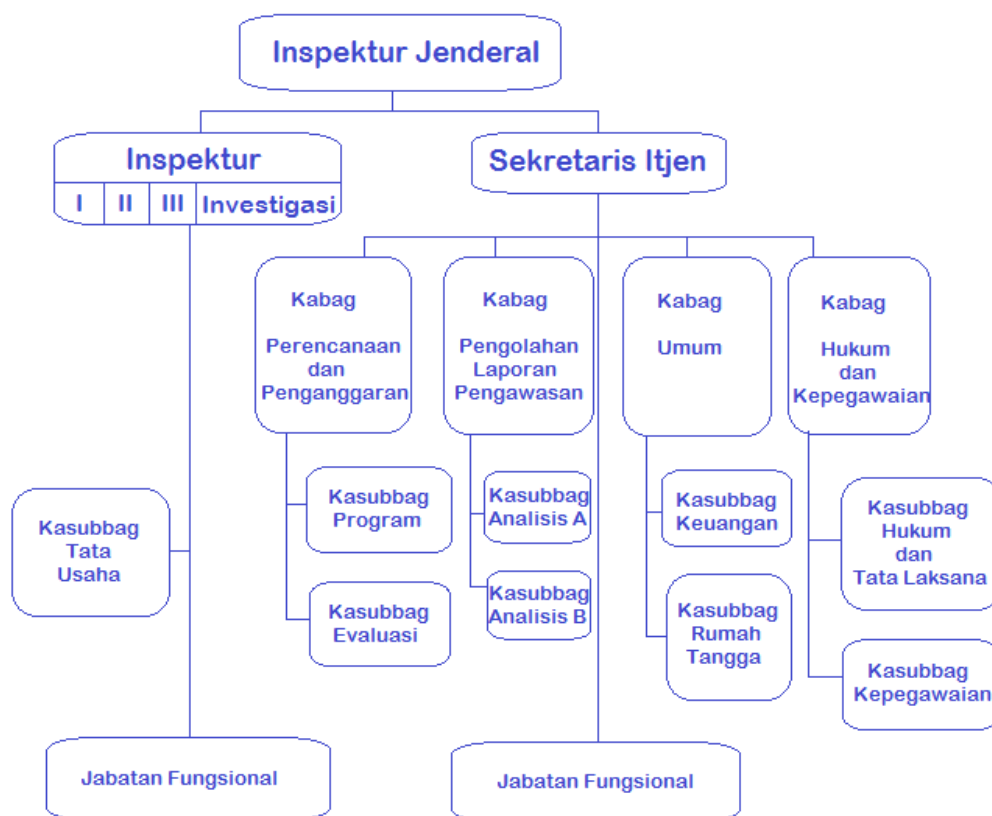 Inspektur Jenderal
Inspektur
I II III Investigasi
Sekretaris Itjen
Kabag
Perencanaan
dan
Penganggaran
Kabag
Pengolahan
Laporan
Pengawasan
Kabag
Umum
Kabag
Hukum
dan
Kepegawaian
Kasubbag
Tata
Usaha
Kasubbag
Program
Kasubbag
Evaluasi
Kasubbag
Analisis A
Kasubbag
Analisis B
Kasubbag
Keuangan
Kasubbag
Rumah
Tangga
Kasubbag
Hukum
dan
Tata Laksana
Kasubbag
Kepegawaian
Jabatan Fungsional
Jabatan Fungsional